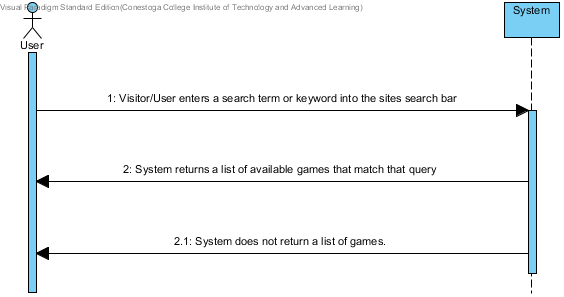 Visual Paradigm Standard Edition(Conestoga College Institute of Technology and Advanced Learning)
User
System
1: Visitor/User enters a search term or keyword into the sites search bar
2: System returns a list of available games that match that query
2.1: System does not return a list of games.